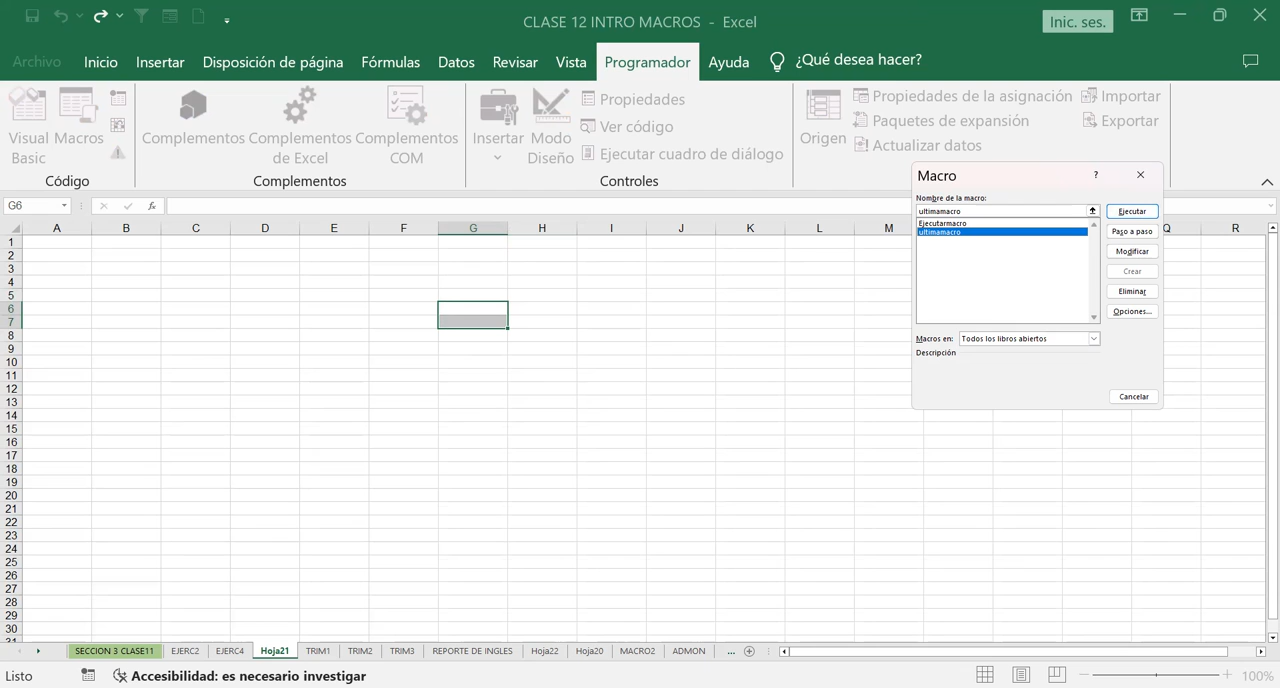 CLASE 12 INTRO MACROS - Excel
Inic. ses.
Archivo Inicio Insertar Disposición de página Fórmulas Datos Revisar Vista Programador Ayuda ¿Qué desea hacer?
Visual Basic
Macros
Código
Complementos
Complementos de Excel
Complementos COM
Complementos
Insertar
Modo Diseño
Propiedades
Ver código
Ejecutar cuadro de diálogo
Controles
Origen
Propiedades de la asignación
Paquetes de expansión
Actualizar datos
Importar
Exportar
G6
fx
A B C D E F G H I J K L M Q R
1
2
3
4
5
6
7
8
9
10
11
12
13
14
15
16
17
18
19
20
21
22
23
24
25
26
27
28
29
30
31
Macro ?
Nombre de la macro:
ultimamacro
Ejecutarmacro
ultimamacro
Ejecutar
Paso a paso
Modificar
Crear
Eliminar
Opciones...
Macros en: Todos los libros abiertos
Descripción
Cancelar
SECCION 3 CLASE11 EJERC2 EJERC4 Hoja21 TRIM1 TRIM2 TRIM3 REPORTE DE INGLES Hoja22 Hoja20 MACRO2 ADMON ...
Listo Accesibilidad: es necesario investigar 100%